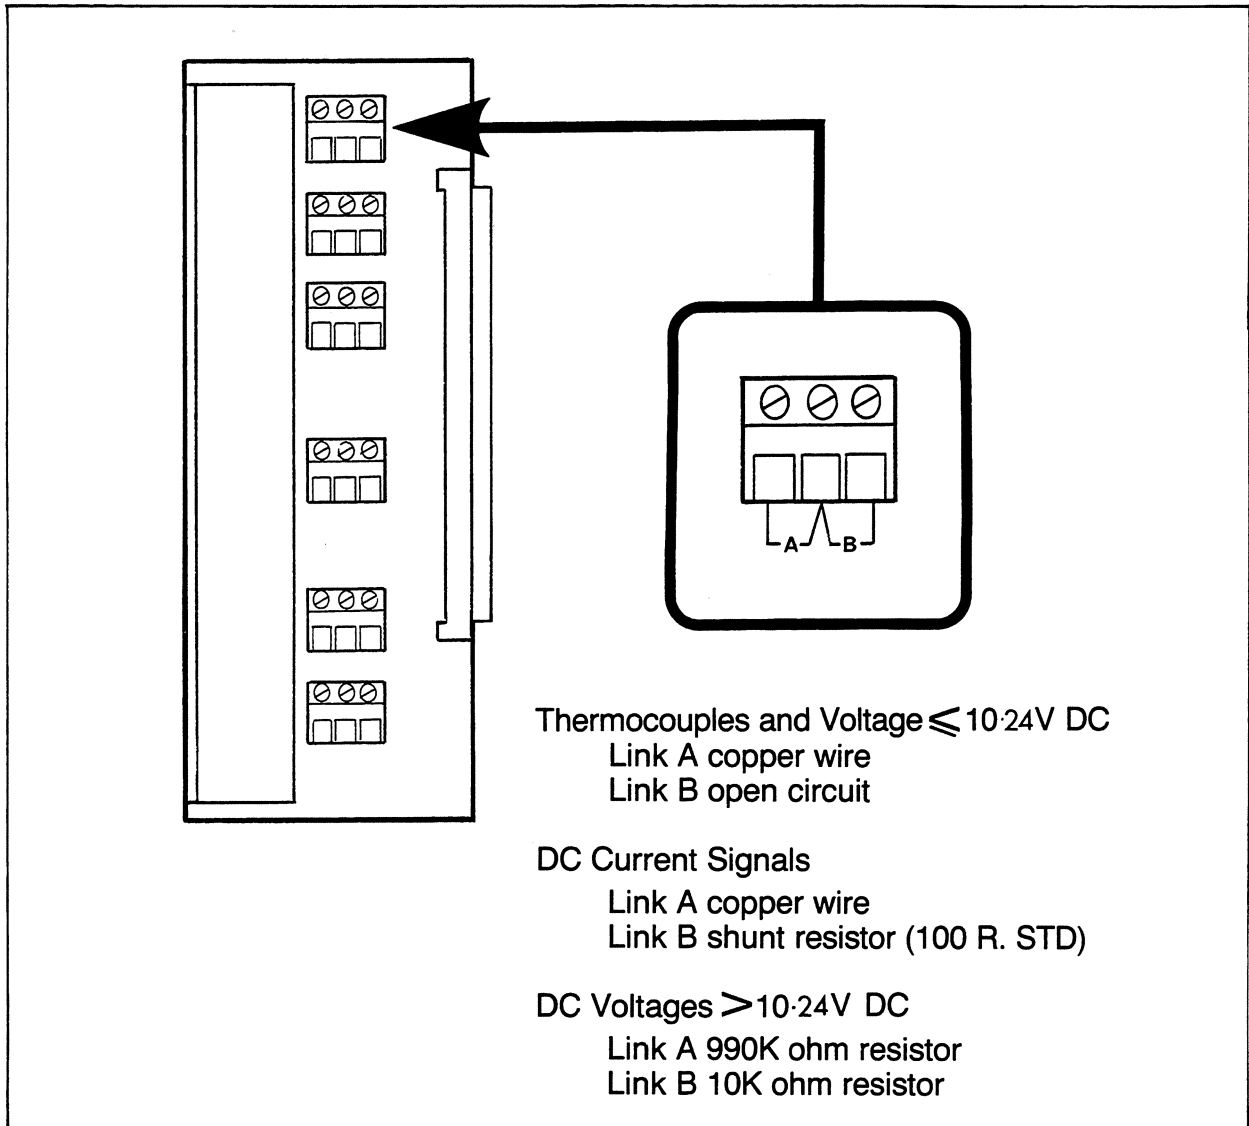 A B
Thermocouples and Voltage ⩽ 10·24V DC
Link A copper wire
Link B open circuit
DC Current Signals
Link A copper wire
Link B shunt resistor (100 R. STD)
DC Voltages > 10·24V DC
Link A 990K ohm resistor
Link B 10K ohm resistor